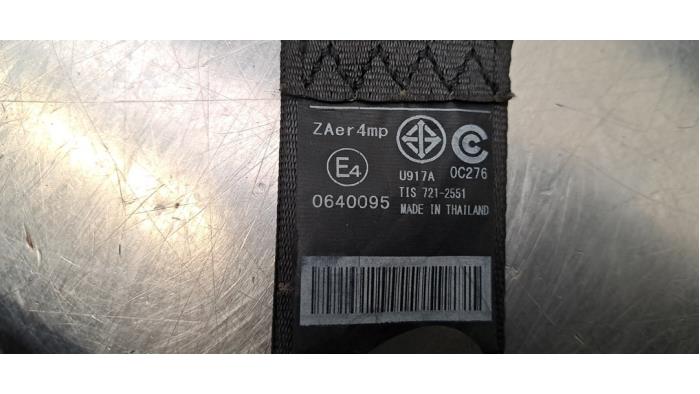 ZAer4mp
E4
0640095
U917A
0C276
TIS 721-2551
MADE IN THAILAND